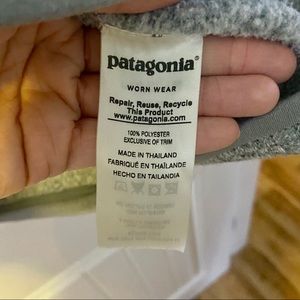 patagonia®
WORN WEAR
Repair, Reuse, Recycle
This Product
www.patagonia.com
100% POLYESTER
EXCLUSIVE OF TRIM
MADE IN THAILAND
FABRIQUÉ EN THAÏLANDE
HECHO EN TAILANDIA